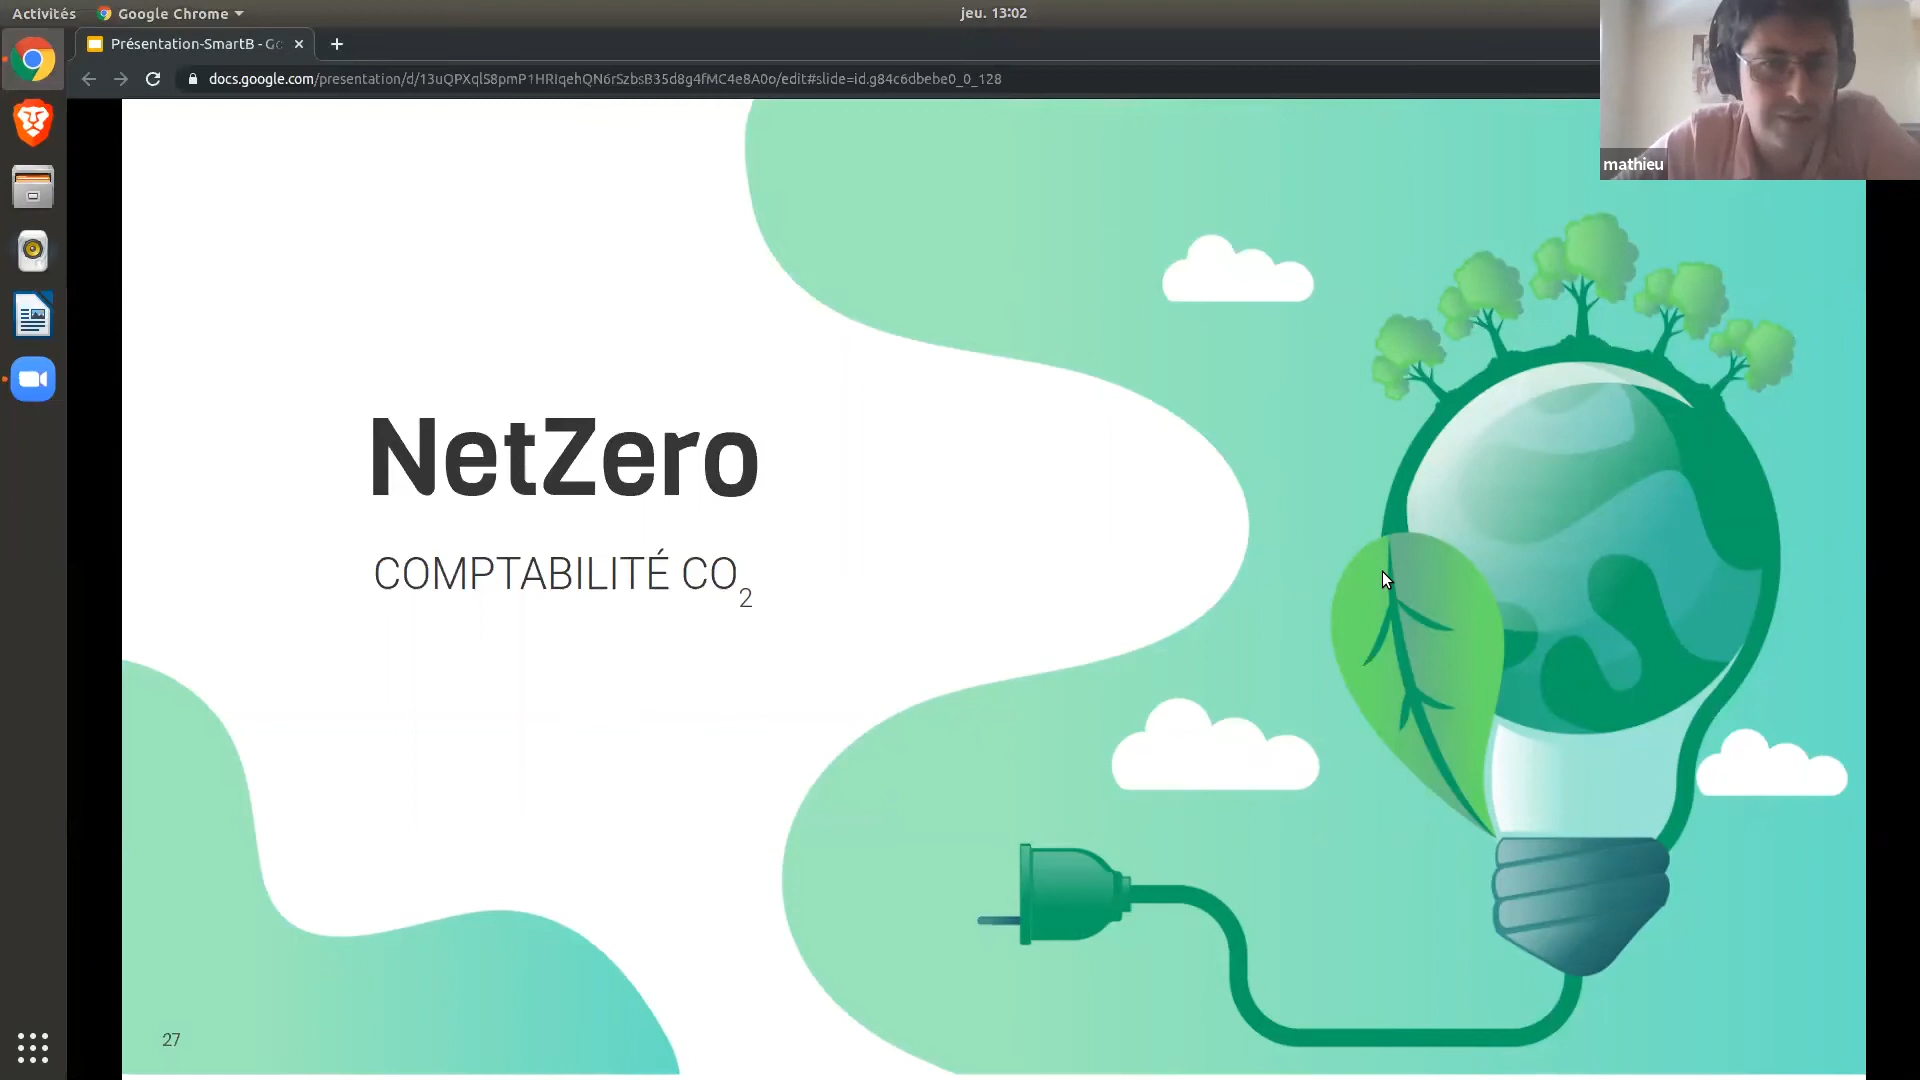 Activités
Google Chrome
jeu. 13:02
Présentation-SmartB - Go
docs.google.com/presentation/d/13uQPXqlS8pmP1HRIqehQN6rSzbsB35d8g4fMC4e8A0o/edit#slide=id.g84c6dbebe0_0_128
mathieu
NetZero
COMPTABILITÉ CO2
27